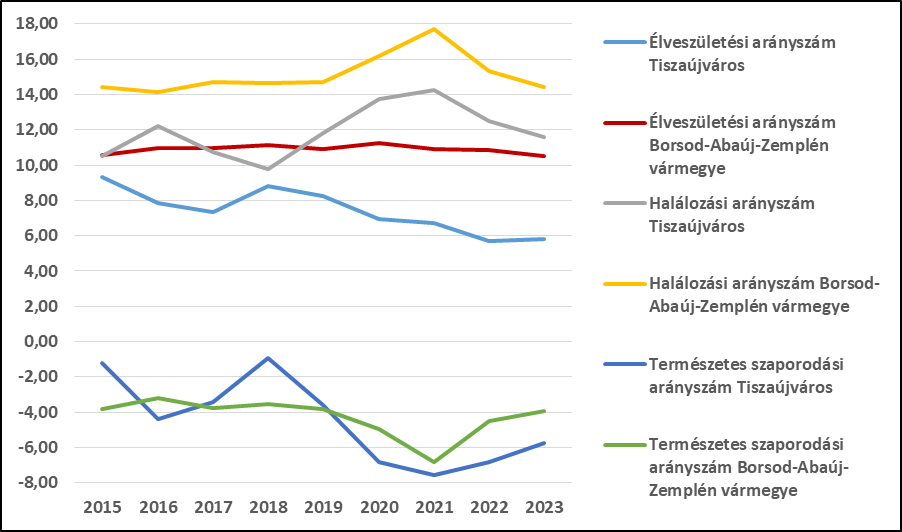 18,00
16,00
14,00
12,00
10,00
8,00
6,00
4,00
2,00
0,00
-2,00
-4,00
-6,00
-8,00
2015 2016 2017 2018 2019 2020 2021 2022 2023
Élveszületési arányszám
Tiszaújváros
Élveszületési arányszám
Borsod-Abaúj-Zemplén
vármegye
Halálozási arányszám
Tiszaújváros
Halálozási arányszám Borsod-
Abaúj-Zemplén vármegye
Természetes szaporodási
arányszám Tiszaújváros
Természetes szaporodási
arányszám Borsod-Abaúj-
Zemplén vármegye